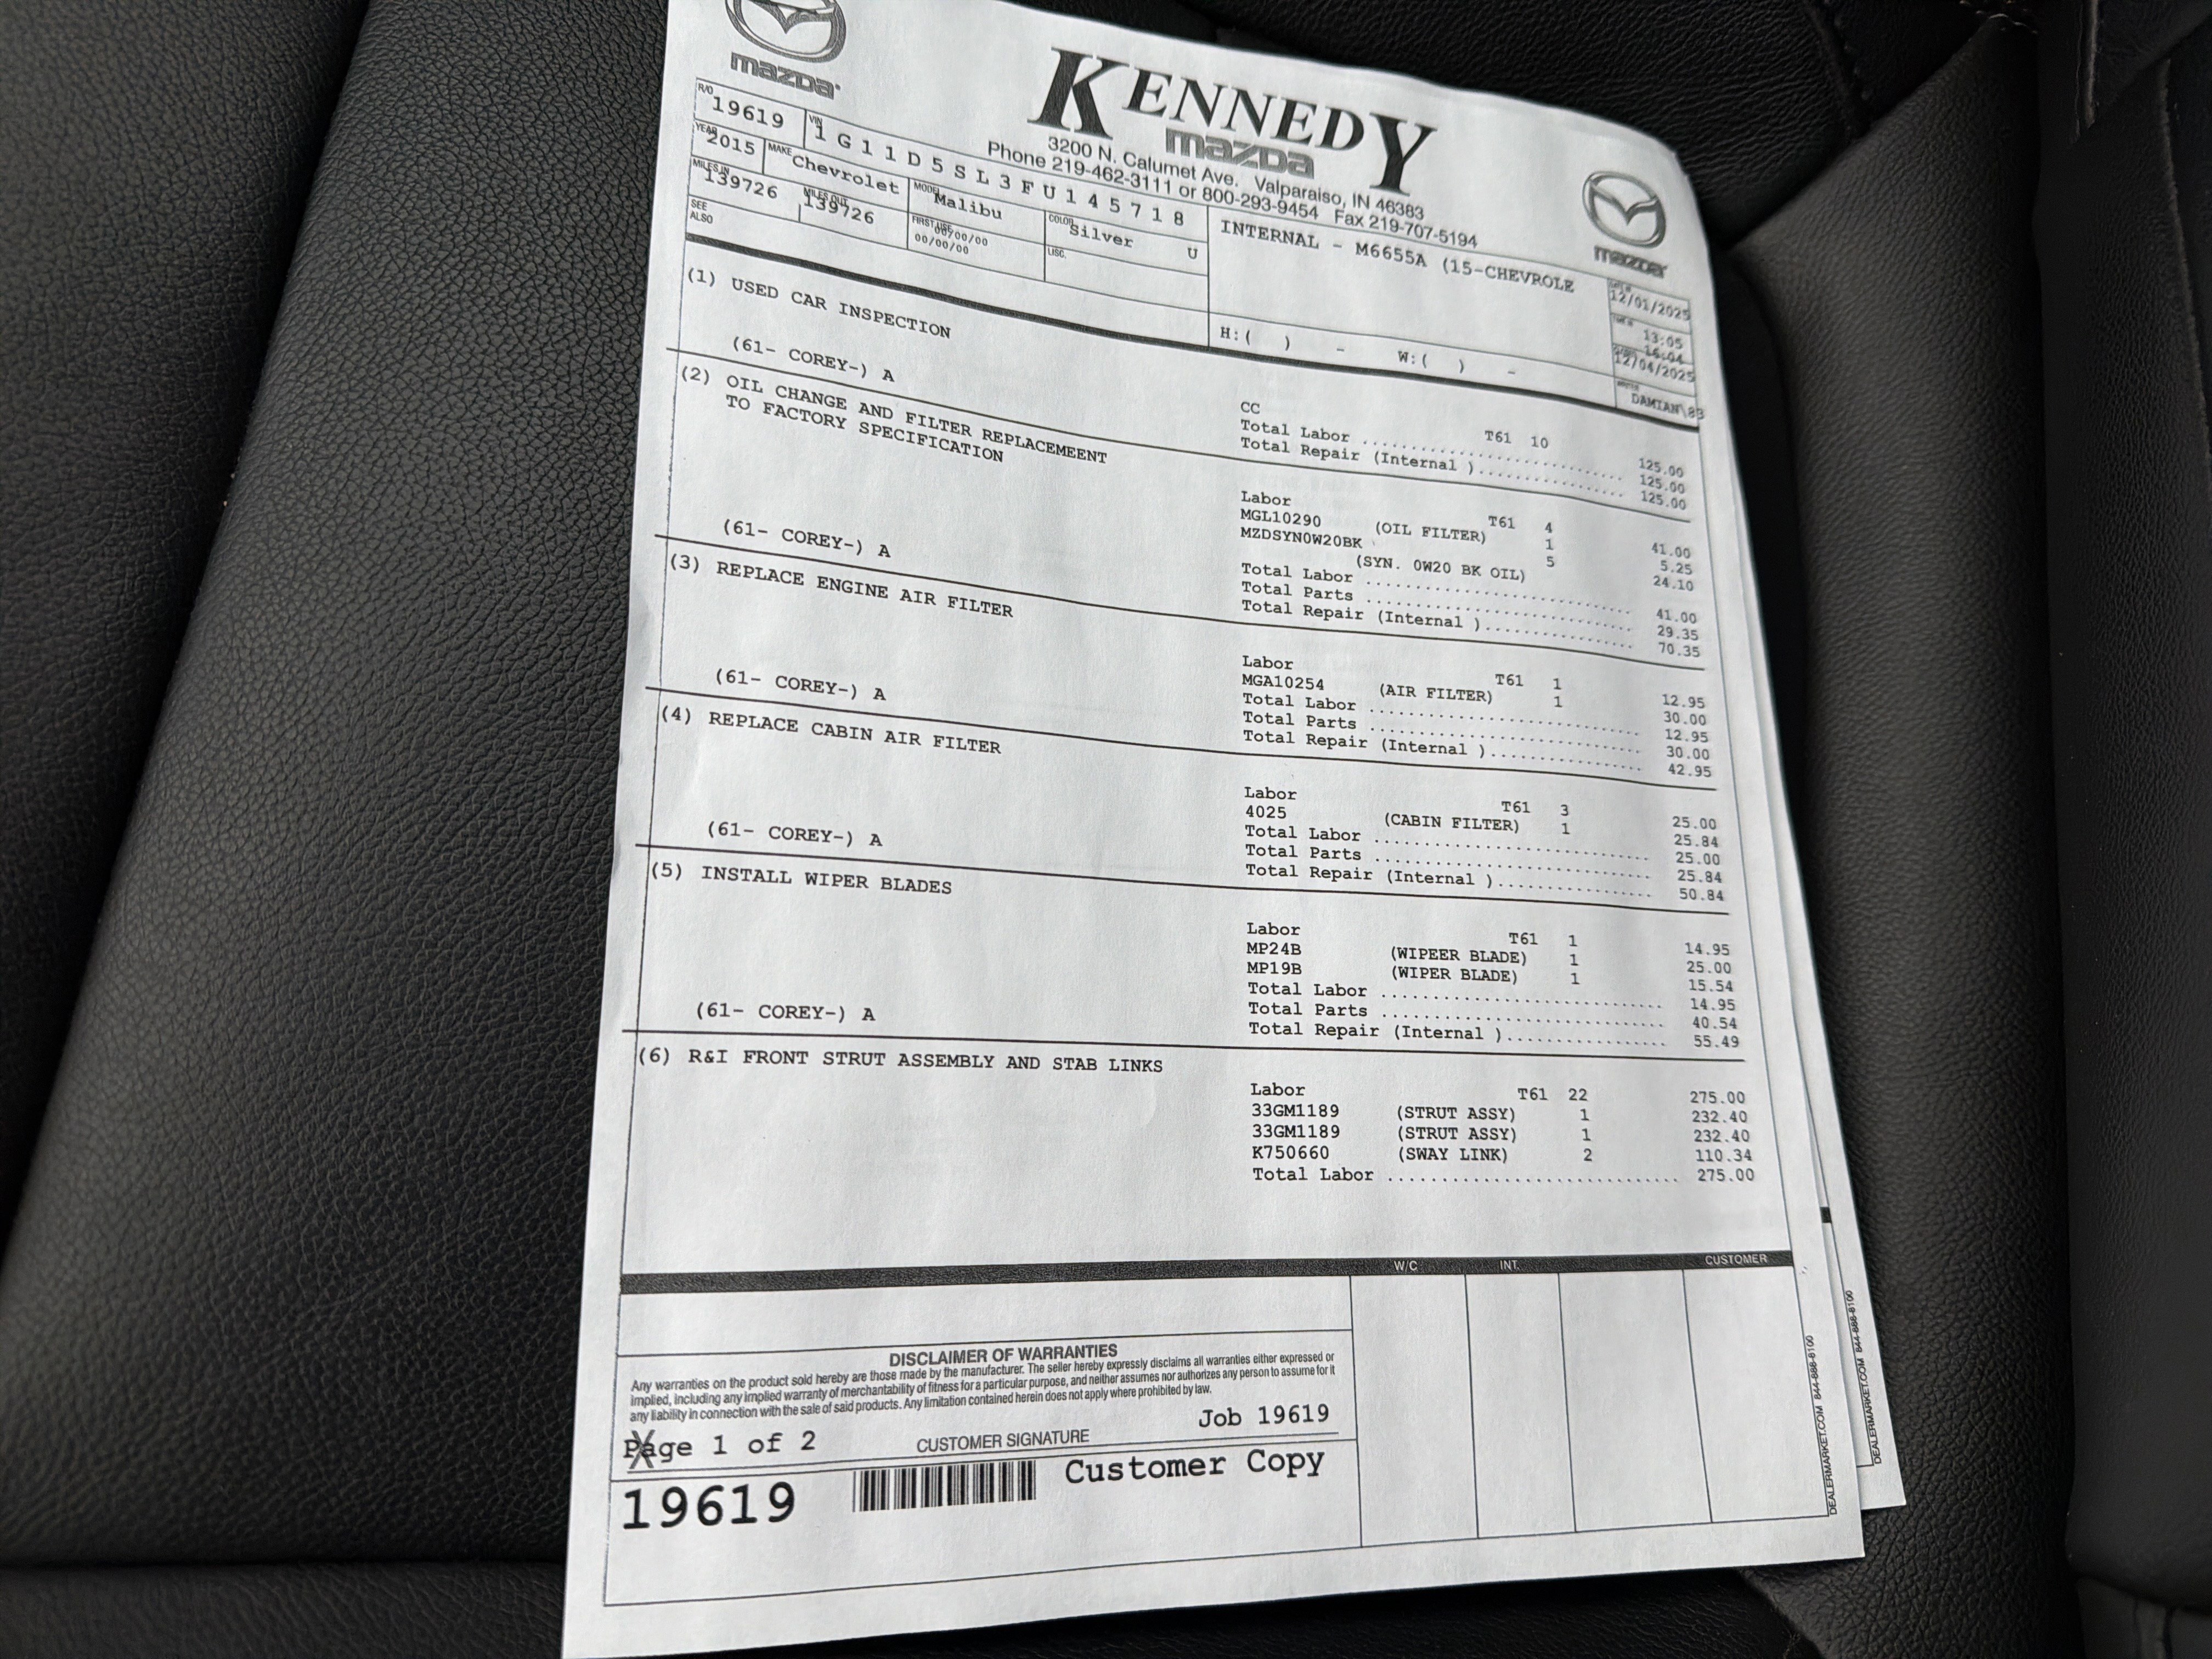 mazda
KENNEDY
mazda
3200 N. Calumet Ave. Valparaiso, IN 46383
Phone 219-462-3111 or 800-293-9454 Fax 219-707-5194
mazda
R/O 19619 VIN 1G11D5SL3FU145718
YEAR 2015 MAKE Chevrolet MODEL Malibu COLOR Silver U
MILES IN 139726 MILES OUT 139726 FIRST USE 00/00/00 LISC.
00/00/00
SEE ALSO
INTERNAL - M6655A (15-CHEVROLE
H:( ) - W:( ) -
12/01/2025
13:05
16:04
12/04/2025
DAMIAN\83
(1) USED CAR INSPECTION
CC T61 10 125.00
Total Labor .......... 125.00
(61- COREY-) A Total Repair (Internal ).......... 125.00
(2) OIL CHANGE AND FILTER REPLACEMEENT
TO FACTORY SPECIFICATION
Labor T61 4 41.00
MGL10290 (OIL FILTER) 1 5.25
MZDSYN0W20BK 5 24.10
(SYN. 0W20 BK OIL)
Total Labor .......... 41.00
Total Parts .......... 29.35
(61- COREY-) A Total Repair (Internal ).......... 70.35
(3) REPLACE ENGINE AIR FILTER
Labor T61 1 12.95
MGA10254 (AIR FILTER) 1 30.00
Total Labor .......... 12.95
Total Parts .......... 30.00
(61- COREY-) A Total Repair (Internal ).......... 42.95
(4) REPLACE CABIN AIR FILTER
Labor T61 3 25.00
4025 (CABIN FILTER) 1 25.84
Total Labor .......... 25.00
Total Parts .......... 25.84
(61- COREY-) A Total Repair (Internal ).......... 50.84
(5) INSTALL WIPER BLADES
Labor T61 1 14.95
MP24B (WIPEER BLADE) 1 25.00
MP19B (WIPER BLADE) 1 15.54
Total Labor .......... 14.95
Total Parts .......... 40.54
(61- COREY-) A Total Repair (Internal ).......... 55.49
(6) R&I FRONT STRUT ASSEMBLY AND STAB LINKS
Labor T61 22 275.00
33GM1189 (STRUT ASSY) 1 232.40
33GM1189 (STRUT ASSY) 1 232.40
K750660 (SWAY LINK) 2 110.34
Total Labor .......... 275.00
W/C INT. CUSTOMER
DISCLAIMER OF WARRANTIES
Any warranties on the product sold hereby are those made by the manufacturer. The seller hereby expressly disclaims all warranties either expressed or
implied, including any implied warranty of merchantability of fitness for a particular purpose, and neither assumes nor authorizes any person to assume for it
any liability in connection with the sale of said products. Any limitation contained herein does not apply where prohibited by law.
Job 19619
X
Page 1 of 2 CUSTOMER SIGNATURE
19619 Customer Copy
DEALERMARKET.COM 844-888-8100
DEALERMARKET.COM 844-888-8100